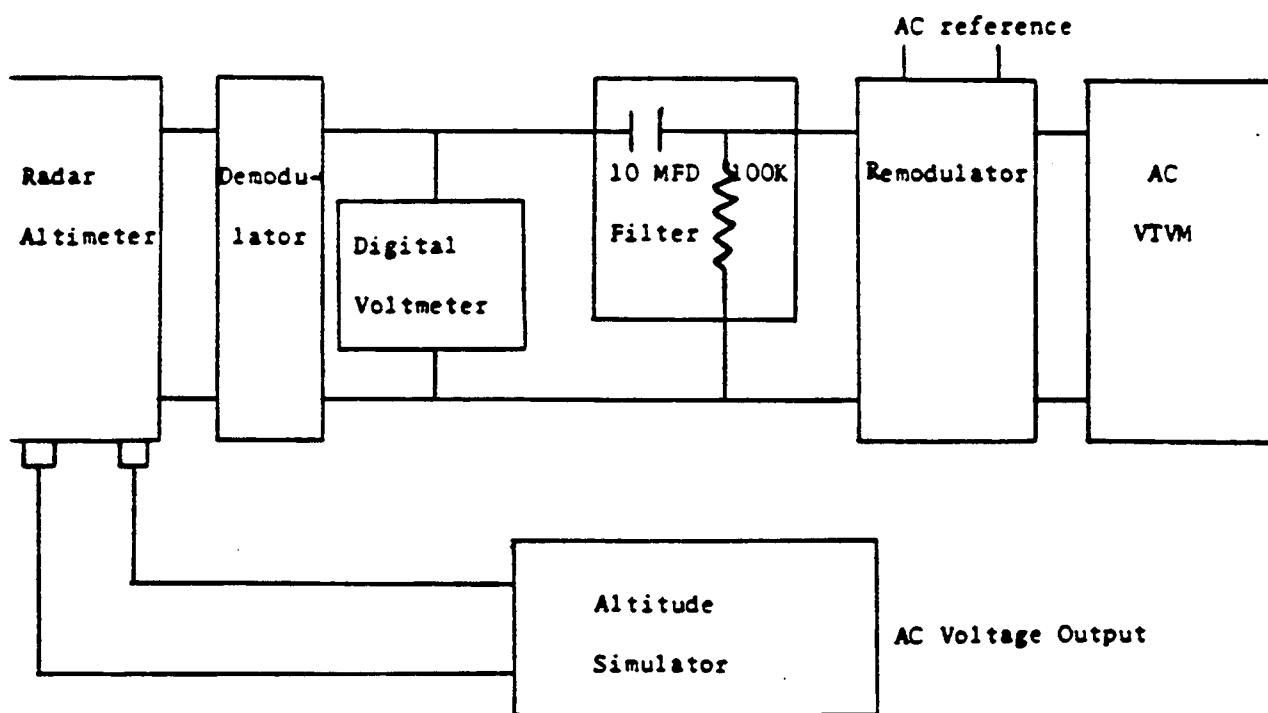 AC reference
Radar
Altimeter
Demodu-
lator
Digital
Voltmeter
10 MFD
100K
Filter
Remodulator
AC
VTVM
Altitude
Simulator
AC Voltage Output